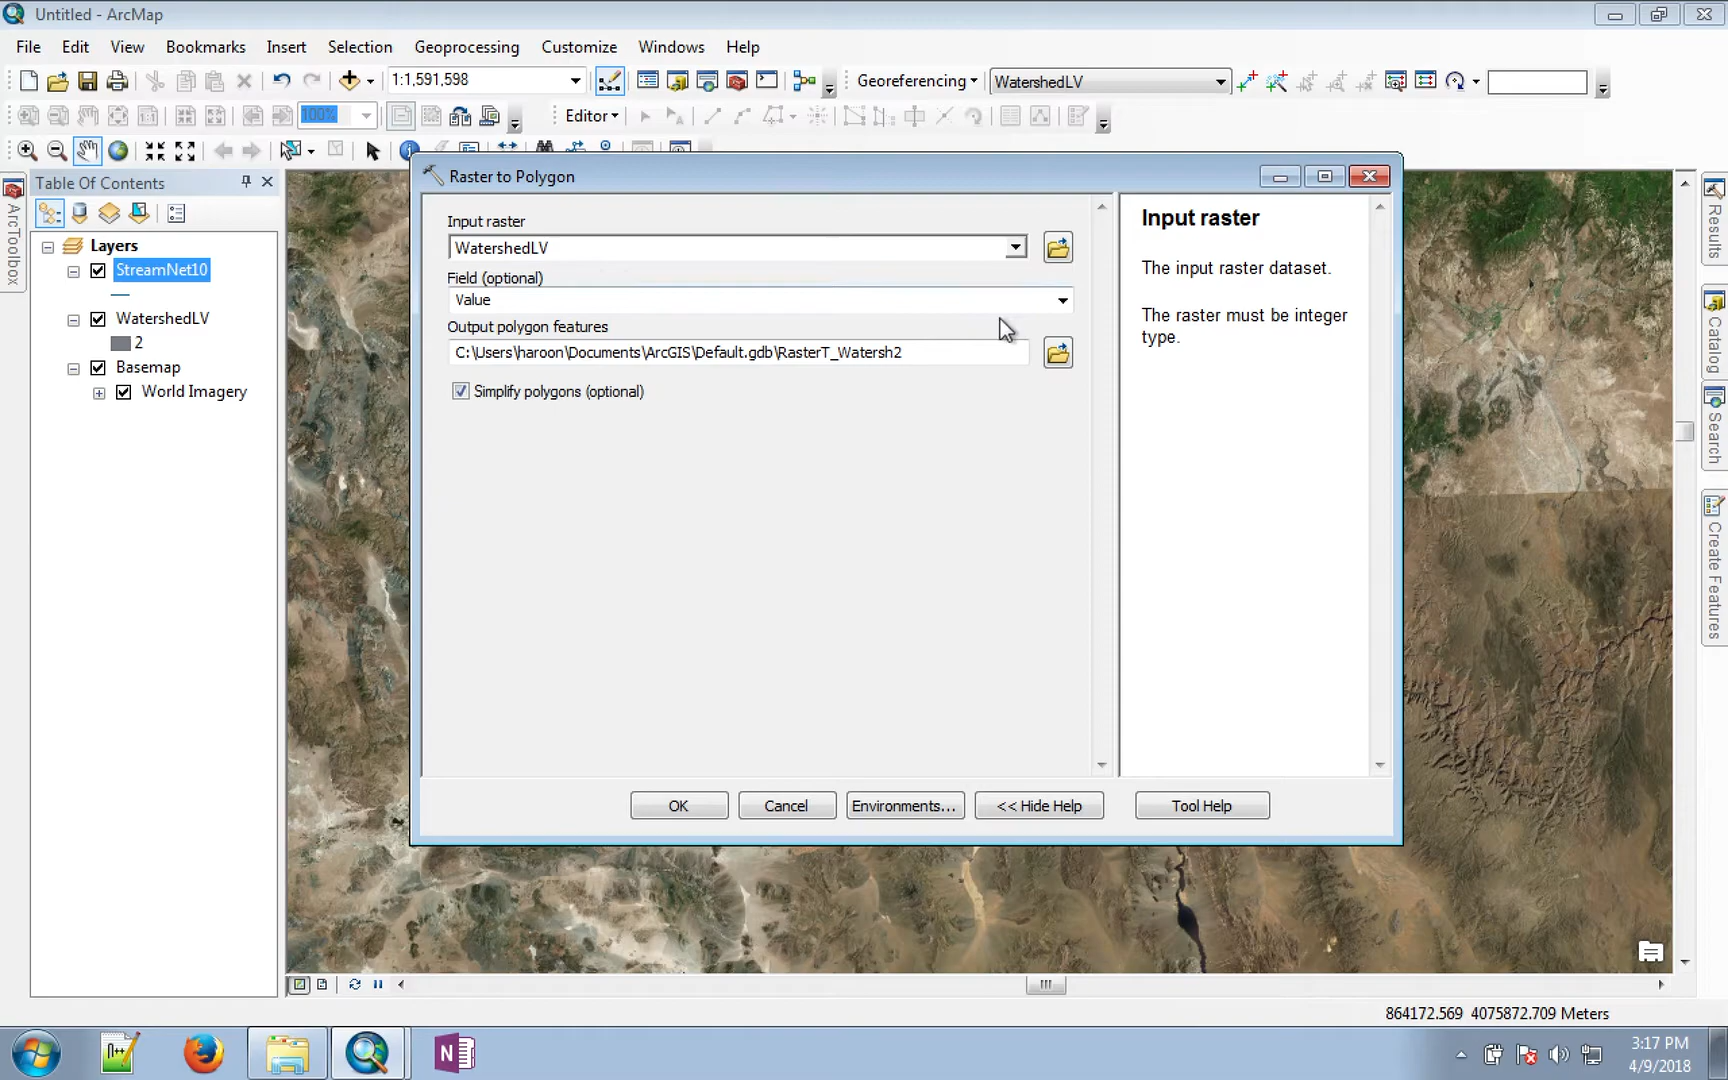 Untitled - ArcMap
File Edit View Bookmarks Insert Selection Geoprocessing Customize Windows Help
1:1,591,598 Georeferencing WatershedLV
100% Editor
Table Of Contents
Layers
StreamNet10
WatershedLV
2
Basemap
World Imagery
ArcToolbox
Raster to Polygon
Input raster
WatershedLV
Field (optional)
Value
Output polygon features
C:\Users\haroon\Documents\ArcGIS\Default.gdb\RasterT_Watersh2
Simplify polygons (optional)
OK Cancel Environments... << Hide Help Tool Help
Input raster
The input raster dataset.
The raster must be integer
type.
Results
Catalog
Search
Create Features
864172.569 4075872.709 Meters
3:17 PM
4/9/2018